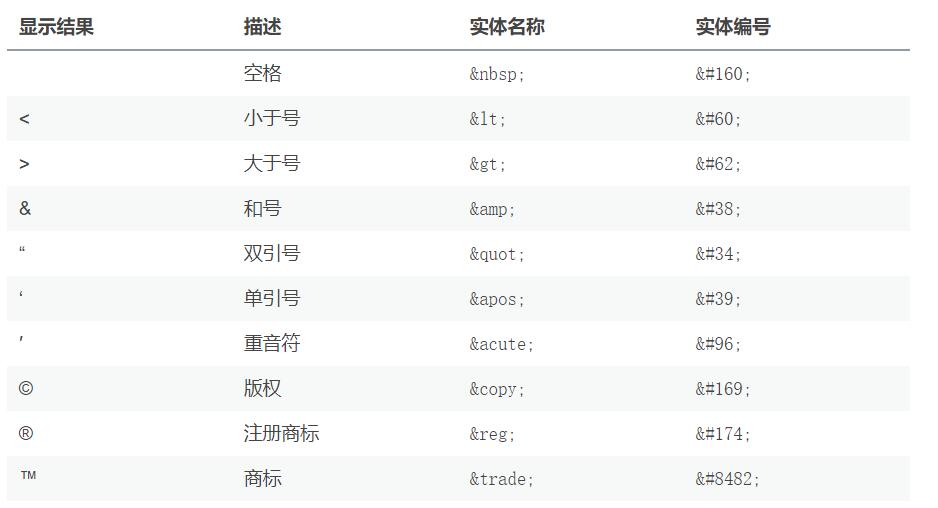 显示结果 描述 实体名称 实体编号
空格 &nbsp; &#160;
< 小于号 &lt; &#60;
> 大于号 &gt; &#62;
& 和号 &amp; &#38;
“ 双引号 &quot; &#34;
‘ 单引号 &apos; &#39;
′ 重音符 &acute; &#96;
© 版权 &copy; &#169;
® 注册商标 &reg; &#174;
™ 商标 &trade; &#8482;